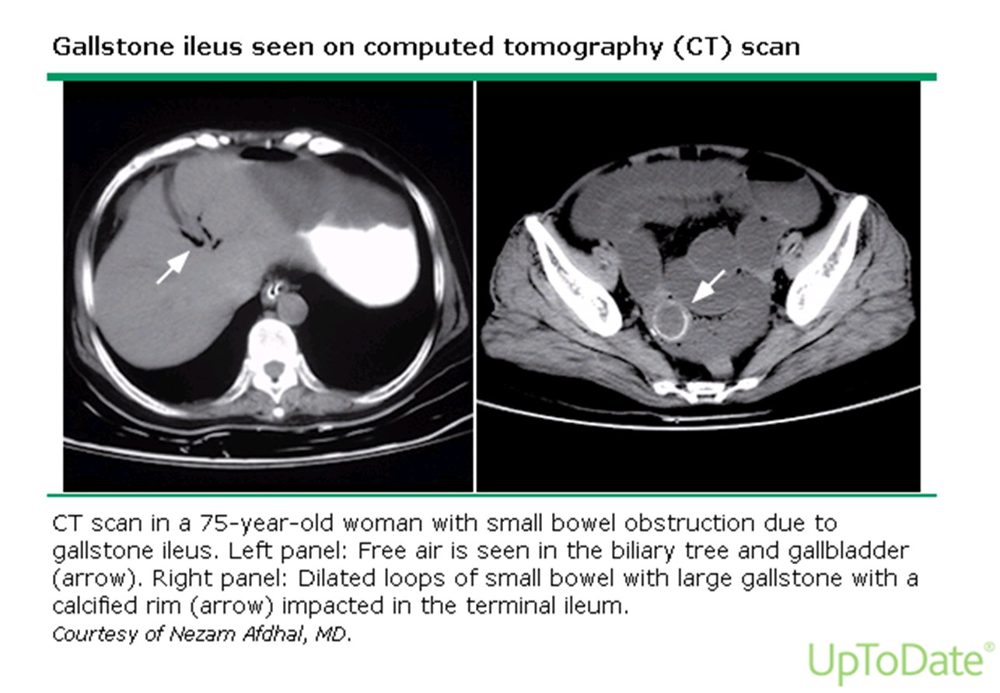 Gallstone ileus seen on computed tomography (CT) scan
CT scan in a 75-year-old woman with small bowel obstruction due to
gallstone ileus. Left panel: Free air is seen in the biliary tree and gallbladder
(arrow). Right panel: Dilated loops of small bowel with large gallstone with a
calcified rim (arrow) impacted in the terminal ileum.
Courtesy of Nezam Afdhal, MD.
UpToDate®